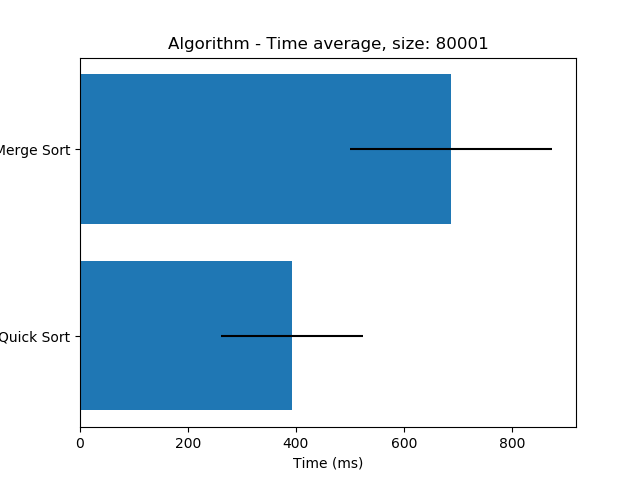 Algorithm - Time average, size: 80001
Merge Sort
Quick Sort
0 200 400 600 800
Time (ms)